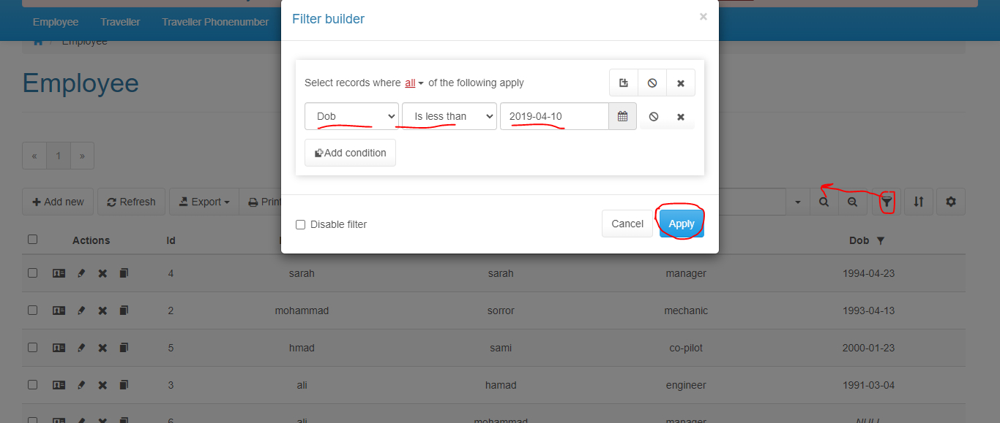 Employee Traveller Traveller Phonenumber
Filter builder ×
Employee
Employee
Select records where all of the following apply
Dob Is less than 2019-04-10
Add condition
« 1 »
Add new Refresh Export Print
Disable filter Cancel Apply
Actions Id Dob
4 sarah sarah manager 1994-04-23
2 mohammad sorror mechanic 1993-04-13
5 hmad sami co-pilot 2000-01-23
3 ali hamad engineer 1991-03-04
6 ali mohammad manager NULL